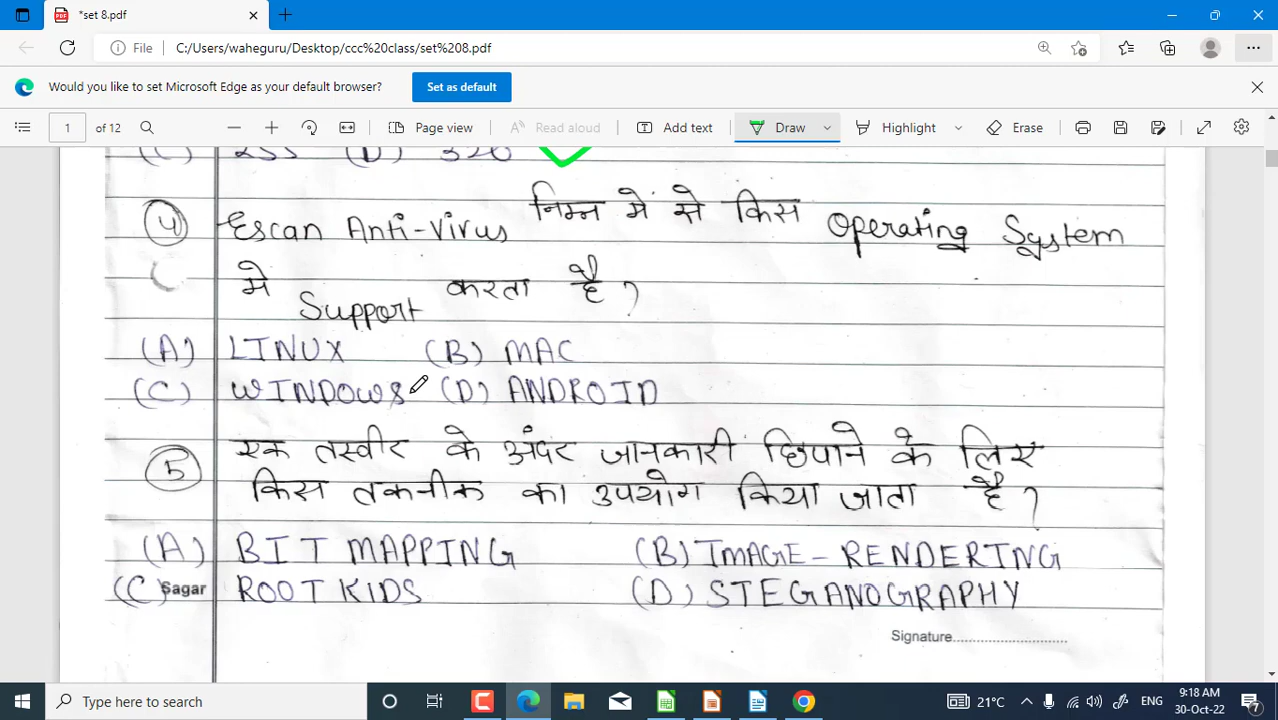 *set 8.pdf
File C:/Users/waheguru/Desktop/ccc%20class/set%208.pdf
Would you like to set Microsoft Edge as your default browser? Set as default
1 of 12 Page view Read aloud Add text Draw Highlight Erase
(C) 255 (D) 320
(4) Escan Anti-Virus निम्न मे से किस Operating System
मे Support करता है ?
(A) LINUX (B) MAC
(C) WINDOWS (D) ANDROID
(5) एक तस्वीर के अंदर जानकारी छिपाने के लिए
किस तकनीक का उपयोग किया जाता है ?
(A) BIT MAPPING (B) IMAGE-RENDERING
(C) Sagar ROOT KIDS (D) STEGANOGRAPHY
Signature..............................
Type here to search 21°C ENG 9:18 AM
30-Oct-22 7